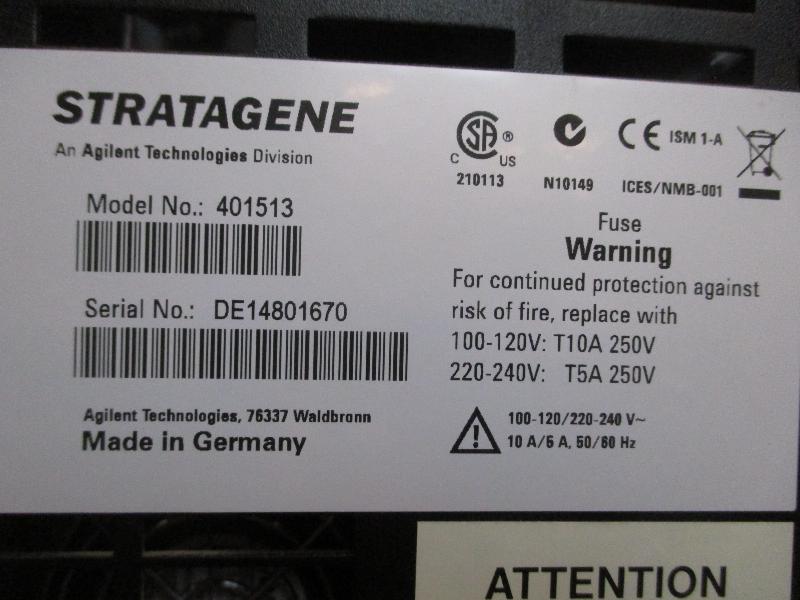 STRATAGENE
An Agilent Technologies Division
Model No.: 401513
Serial No.: DE14801670
Agilent Technologies, 76337 Waldbronn
Made in Germany
C SA ® US
210113
N10149
CE ISM 1-A
ICES/NMB-001
Fuse
Warning
For continued protection against
risk of fire, replace with
100-120V: T10A 250V
220-240V: T5A 250V
100-120/220-240 V~
10 A/5 A, 50/60 Hz
ATTENTION